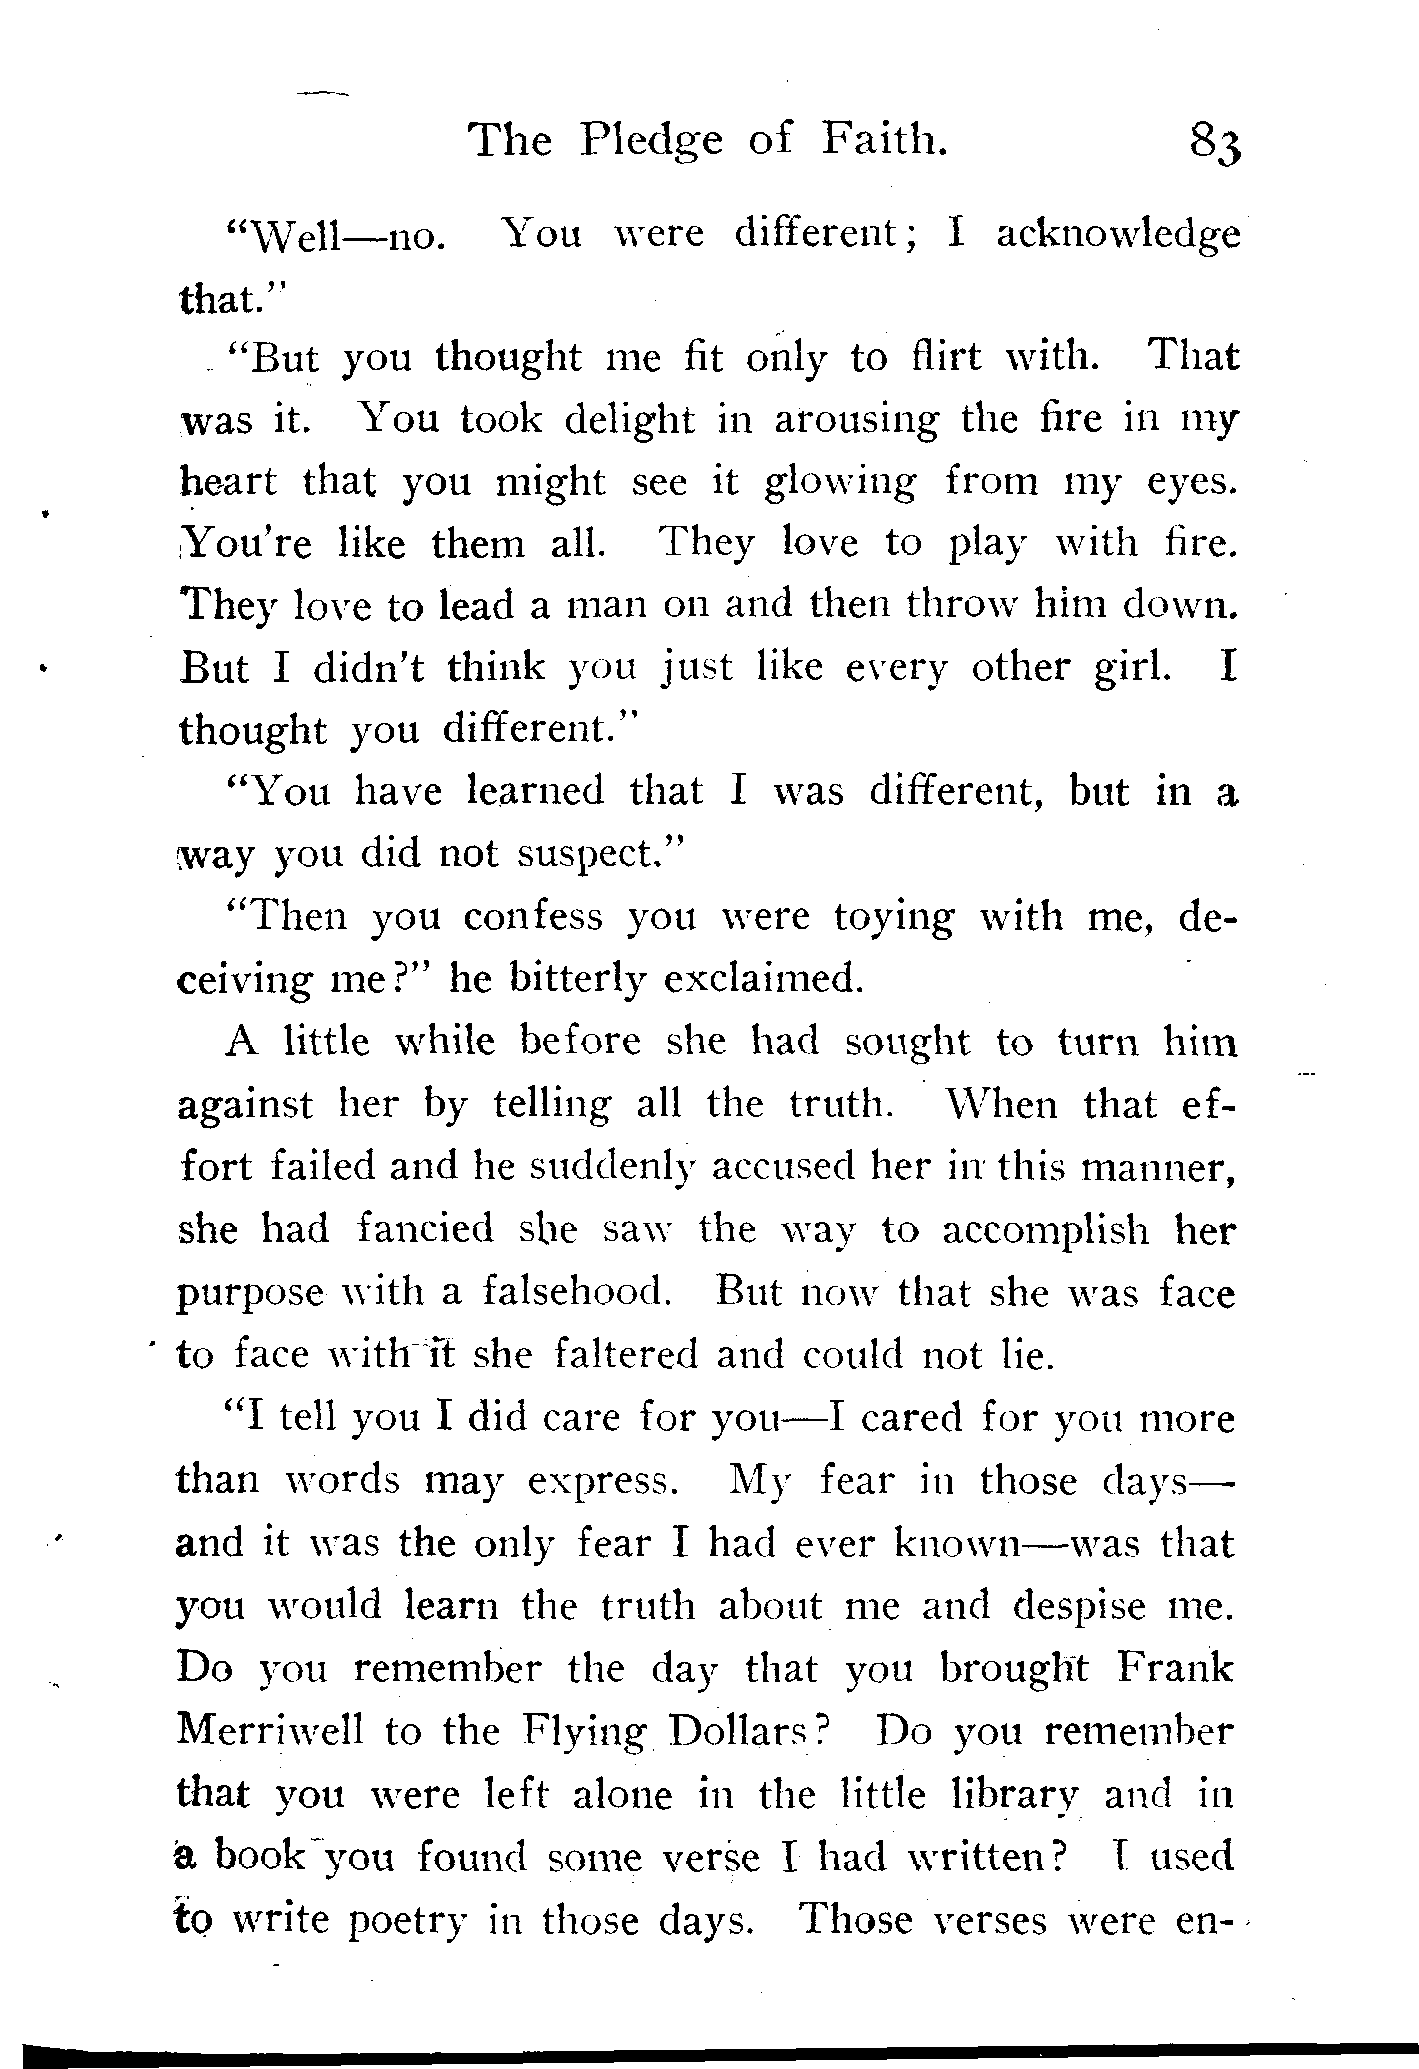 The Pledge of Faith. 83
“Well—no. You were different; I acknowledge
that.”
“But you thought me fit only to flirt with. That
was it. You took delight in arousing the fire in my
heart that you might see it glowing from my eyes.
You're like them all. They love to play with fire.
They love to lead a man on and then throw him down.
But I didn't think you just like every other girl. I
thought you different.”
“You have learned that I was different, but in a
way you did not suspect.”
“Then you confess you were toying with me, de-
ceiving me?” he bitterly exclaimed.
A little while before she had sought to turn him
against her by telling all the truth. When that ef-
fort failed and he suddenly accused her in this manner,
she had fancied she saw the way to accomplish her
purpose with a falsehood. But now that she was face
to face with it she faltered and could not lie.
“I tell you I did care for you—I cared for you more
than words may express. My fear in those days—
and it was the only fear I had ever known—was that
you would learn the truth about me and despise me.
Do you remember the day that you brought Frank
Merriwell to the Flying Dollars? Do you remember
that you were left alone in the little library and in
a book you found some verse I had written? I used
to write poetry in those days. Those verses were en-